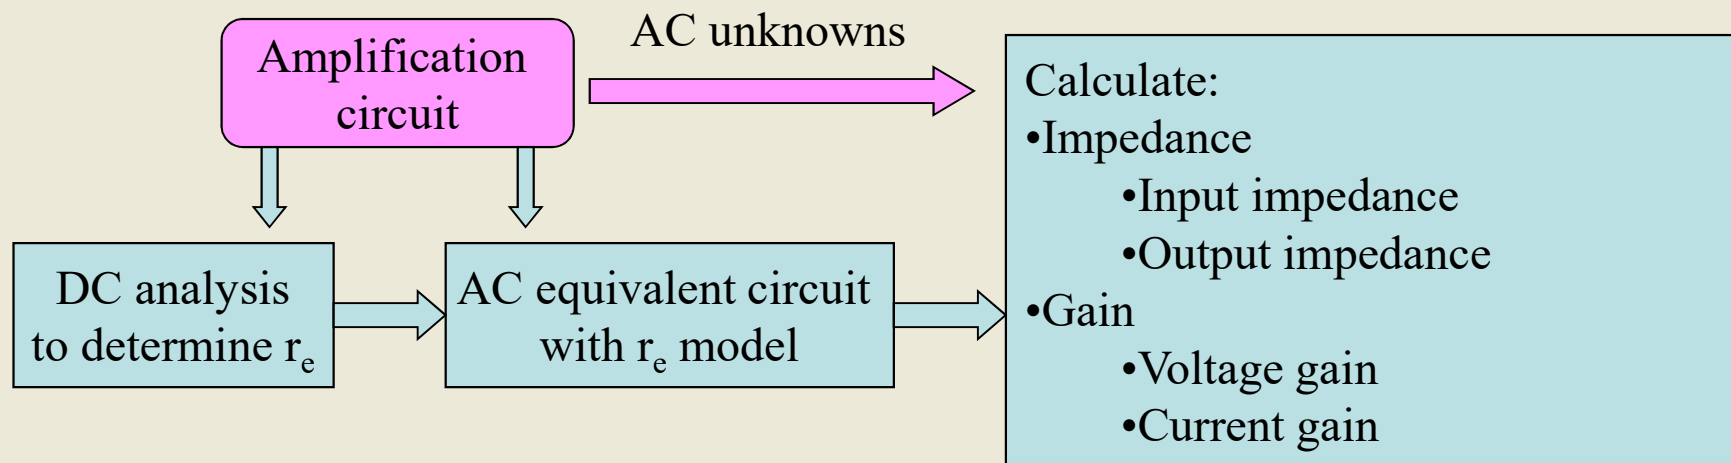 Amplification
circuit
AC unknowns
DC analysis
to determine rₑ
AC equivalent circuit
with rₑ model
Calculate:
•Impedance
•Input impedance
•Output impedance
•Gain
•Voltage gain
•Current gain